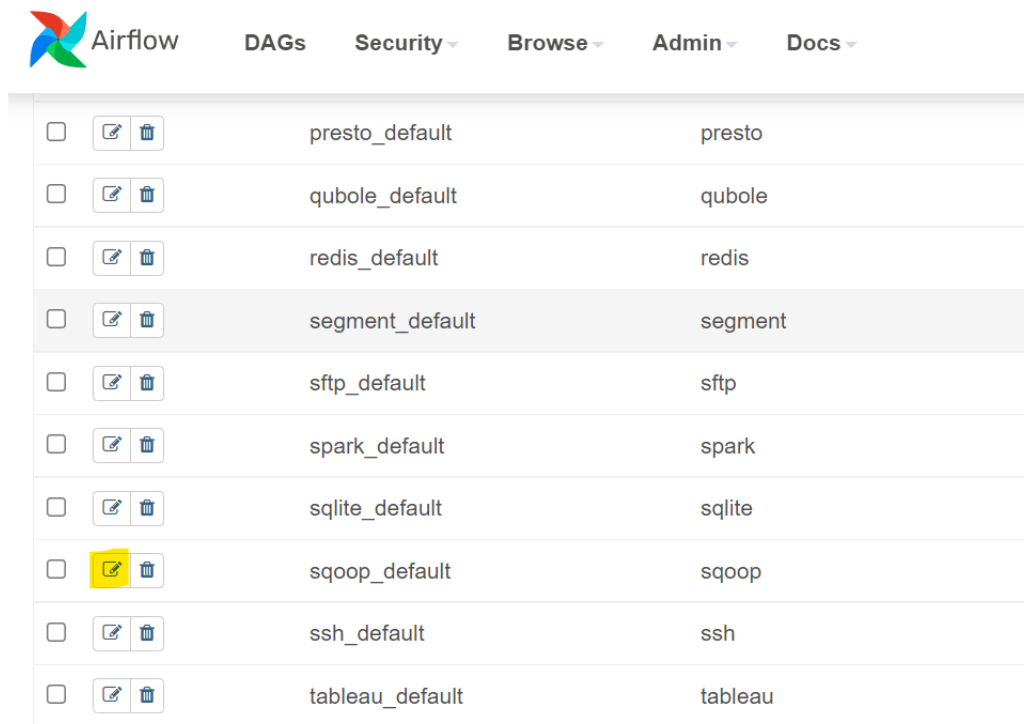 Airflow DAGs Security Browse Admin Docs
presto_default presto
qubole_default qubole
redis_default redis
segment_default segment
sftp_default sftp
spark_default spark
sqlite_default sqlite
sqoop_default sqoop
ssh_default ssh
tableau_default tableau